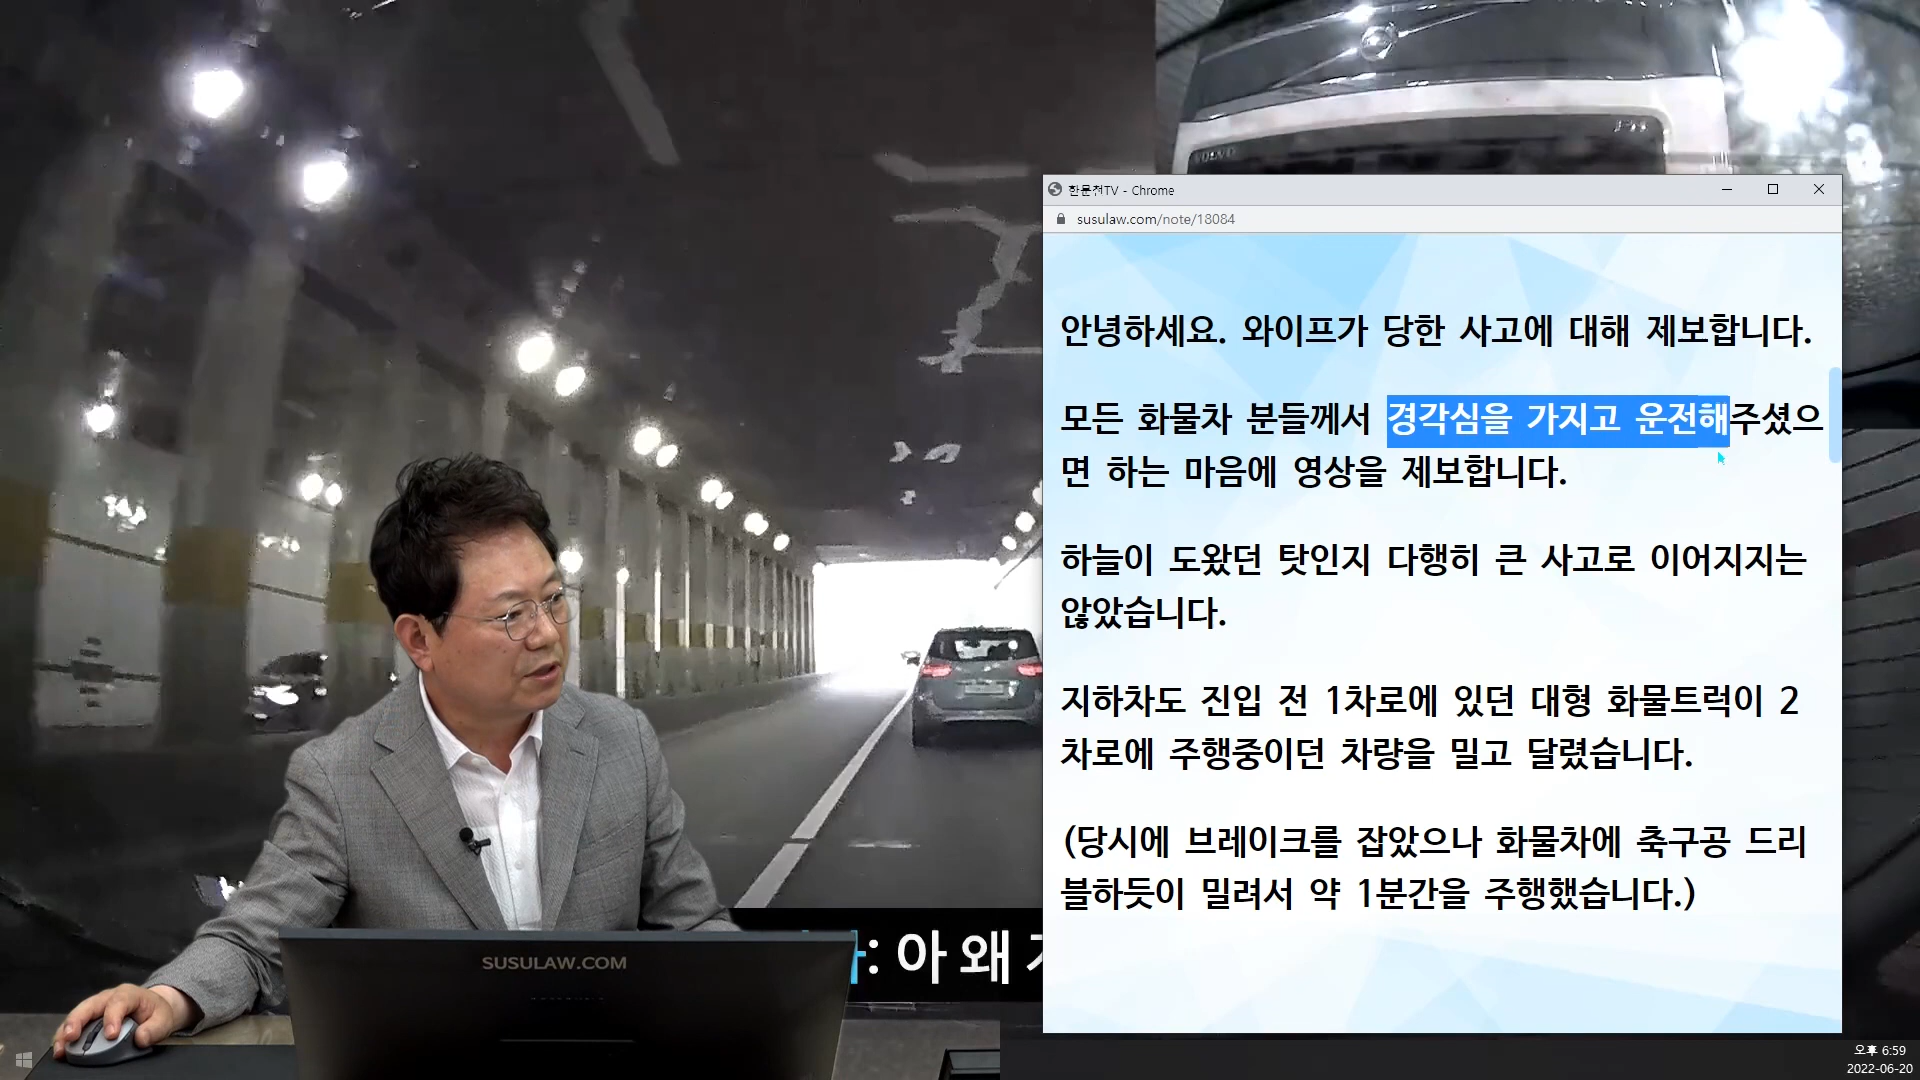 VOLVO
FH
한문철TV - Chrome
susulaw.com/note/18084
안녕하세요. 와이프가 당한 사고에 대해 제보합니다.
모든 화물차 분들께서 경각심을 가지고 운전해주셨으
면 하는 마음에 영상을 제보합니다.
하늘이 도왔던 탓인지 다행히 큰 사고로 이어지지는
않았습니다.
지하차도 진입 전 1차로에 있던 대형 화물트럭이 2
차로에 주행중이던 차량을 밀고 달렸습니다.
(당시에 브레이크를 잡았으나 화물차에 축구공 드리
블하듯이 밀려서 약 1분간을 주행했습니다.)
: 아 왜
SUSULAW.COM
오후 6:59
2022-06-20